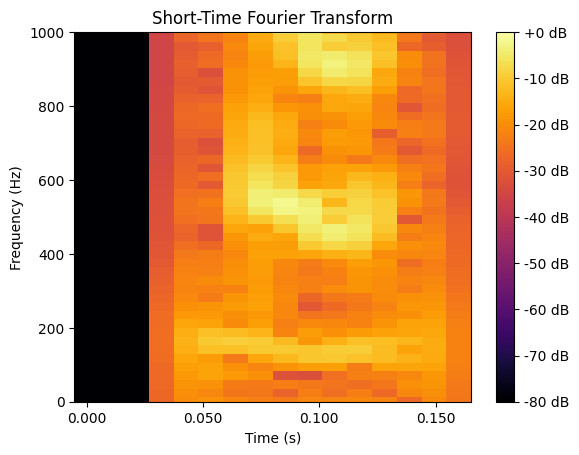 Short-Time Fourier Transform
Frequency (Hz)
1000
800
600
400
200
0
0.000 0.050 0.100 0.150
Time (s)
+0 dB
-10 dB
-20 dB
-30 dB
-40 dB
-50 dB
-60 dB
-70 dB
-80 dB